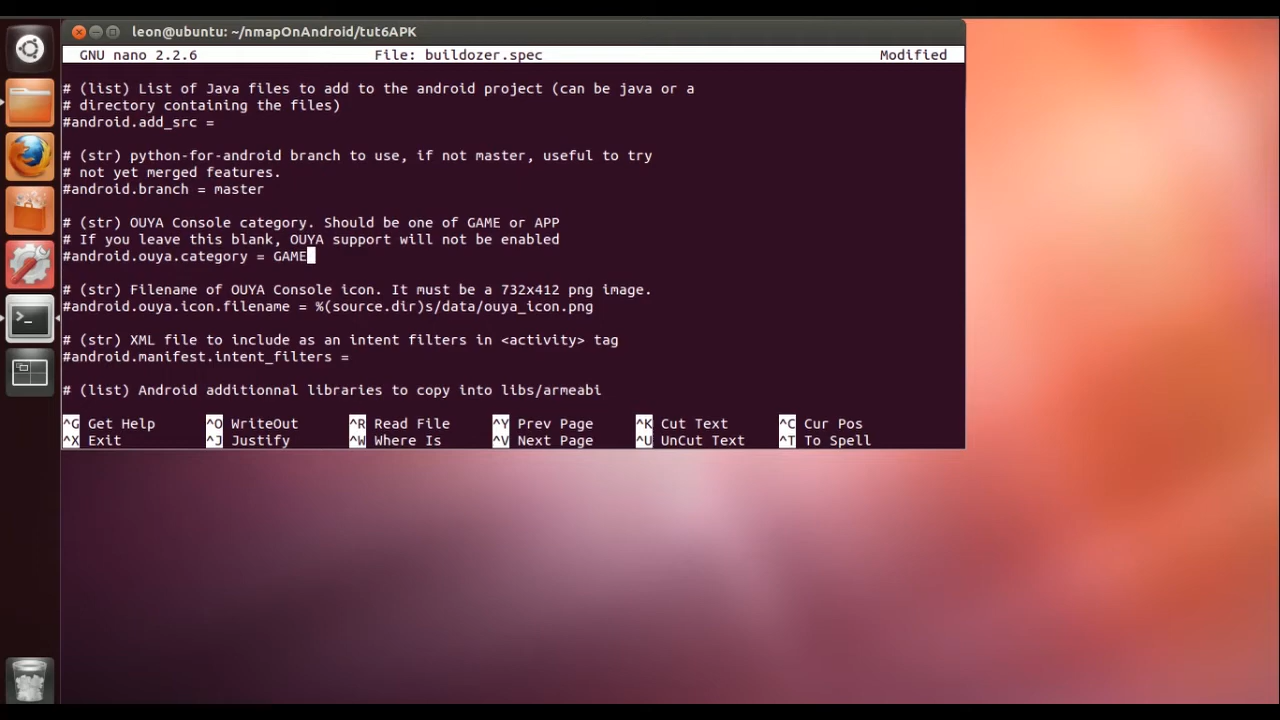 leon@ubuntu: ~/nmapOnAndroid/tut6APK
GNU nano 2.2.6 File: buildozer.spec Modified
# (list) List of Java files to add to the android project (can be java or a
# directory containing the files)
#android.add_src =
# (str) python-for-android branch to use, if not master, useful to try
# not yet merged features.
#android.branch = master
# (str) OUYA Console category. Should be one of GAME or APP
# If you leave this blank, OUYA support will not be enabled
#android.ouya.category = GAME
# (str) Filename of OUYA Console icon. It must be a 732x412 png image.
#android.ouya.icon.filename = %(source.dir)s/data/ouya_icon.png
# (str) XML file to include as an intent filters in <activity> tag
#android.manifest.intent_filters =
# (list) Android additionnal libraries to copy into libs/armeabi
^G Get Help ^O WriteOut ^R Read File ^Y Prev Page ^K Cut Text ^C Cur Pos
^X Exit ^J Justify ^W Where Is ^V Next Page ^U UnCut Text ^T To Spell